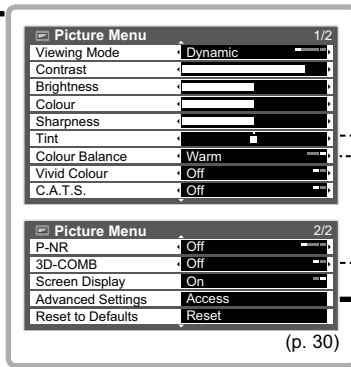 Picture Menu 1/2
Viewing Mode Dynamic
Contrast
Brightness
Colour
Sharpness
Tint
Colour Balance Warm
Vivid Colour Off
C.A.T.S. Off
Picture Menu 2/2
P-NR Off
3D-COMB Off
Screen Display On
Advanced Settings Access
Reset to Defaults Reset
(p. 30)